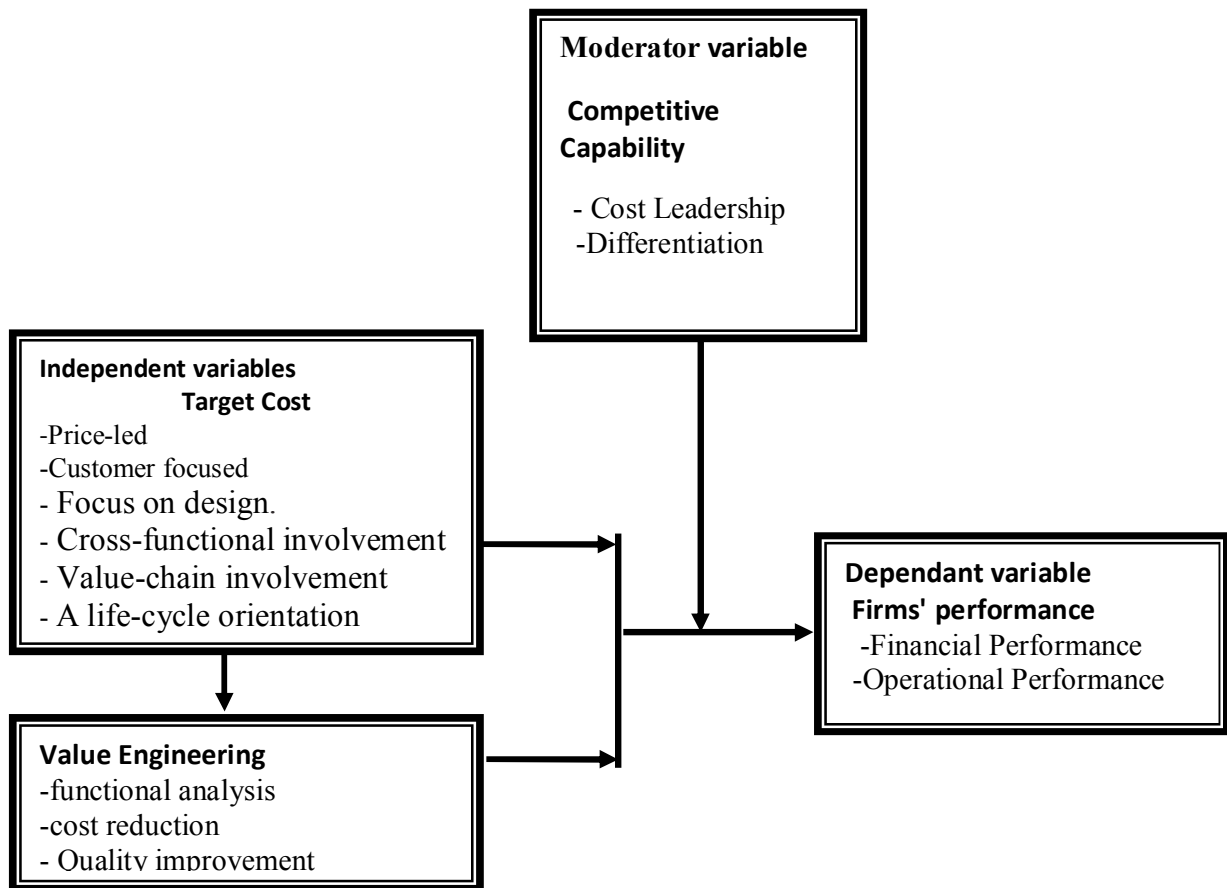 Moderator variable
Competitive
Capability
- Cost Leadership
-Differentiation
Independent variables
Target Cost
-Price-led
-Customer focused
- Focus on design.
- Cross-functional involvement
- Value-chain involvement
- A life-cycle orientation
Dependant variable
Firms' performance
-Financial Performance
-Operational Performance
Value Engineering
-functional analysis
-cost reduction
- Quality improvement